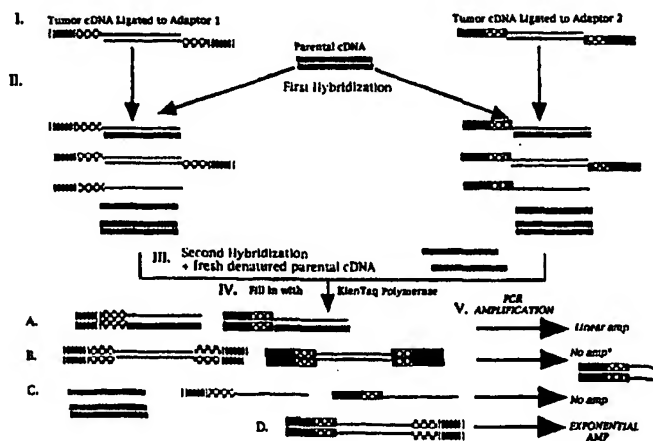 I.
Tumor cDNA Ligated to Adaptor 1
Tumor cDNA Ligated to Adaptor 2
Parental cDNA
First Hybridization
II.
III. Second Hybridization
+ fresh denatured parental cDNA
IV. Fill in with KlenTaq Polymerase
V. PCR
AMPLIFICATION
A.
Linear amp
B.
No amp*
C.
No amp
D.
EXPONENTIAL
AMP